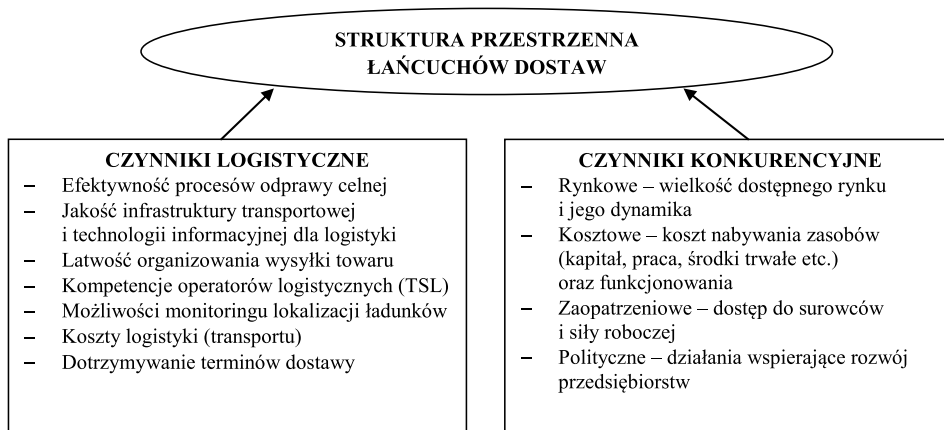 STRUKTURA PRZESTRZENNA
ŁAŃCUCHÓW DOSTAW
CZYNNIKI LOGISTYCZNE
– Efektywność procesów odprawy celnej
– Jakość infrastruktury transportowej
i technologii informacyjnej dla logistyki
– Latwość organizowania wysyłki towaru
– Kompetencje operatorów logistycznych (TSL)
– Możliwości monitoringu lokalizacji ładunków
– Koszty logistyki (transportu)
– Dotrzymywanie terminów dostawy
CZYNNIKI KONKURENCYJNE
– Rynkowe – wielkość dostępnego rynku
i jego dynamika
– Kosztowe – koszt nabywania zasobów
(kapitał, praca, środki trwałe etc.)
oraz funkcjonowania
– Zaopatrzeniowe – dostęp do surowców
i siły roboczej
– Polityczne – działania wspierające rozwój
przedsiębiorstw